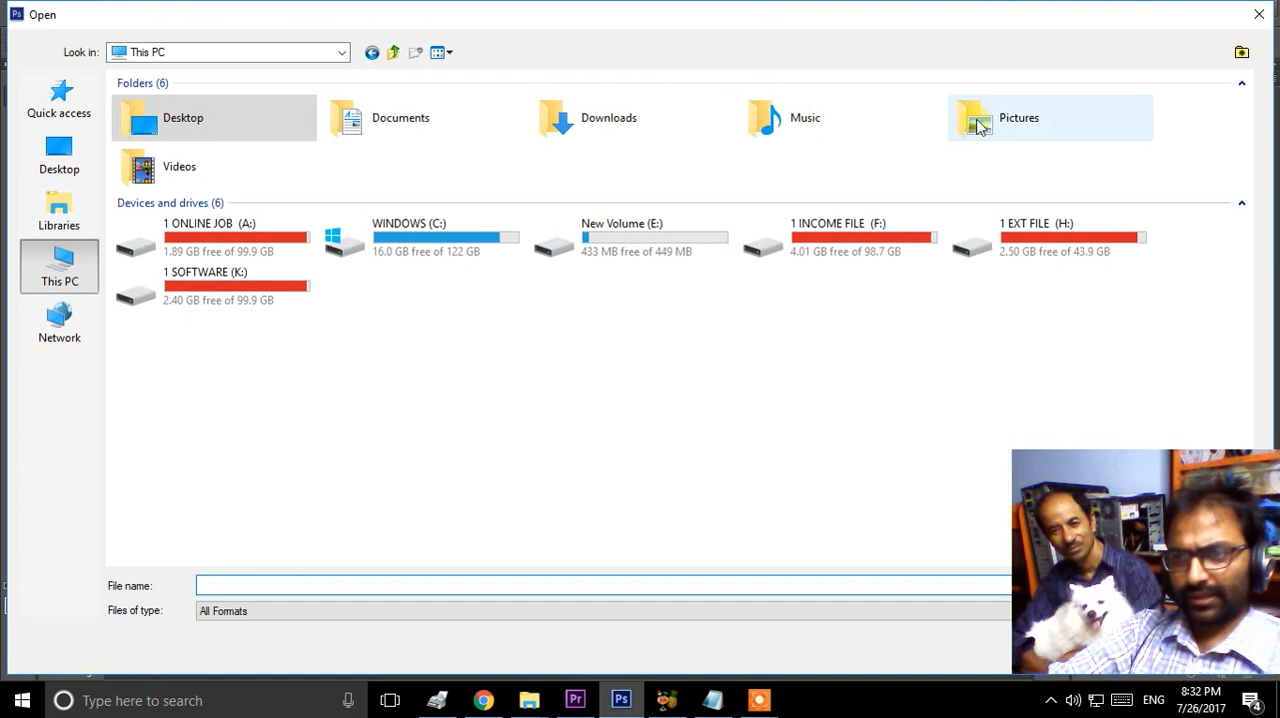 Ps Open
Look in: This PC
Folders (6)
Quick access
Desktop
Libraries
This PC
Network
Desktop
Documents
Downloads
Music
Pictures
Videos
Devices and drives (6)
1 ONLINE JOB (A:)
1.89 GB free of 99.9 GB
WINDOWS (C:)
16.0 GB free of 122 GB
New Volume (E:)
433 MB free of 449 MB
1 INCOME FILE (F:)
4.01 GB free of 98.7 GB
1 EXT FILE (H:)
2.50 GB free of 43.9 GB
1 SOFTWARE (K:)
2.40 GB free of 99.9 GB
File name:
Files of type: All Formats
Type here to search
Pr
Ps
ENG
8:32 PM
7/26/2017
4